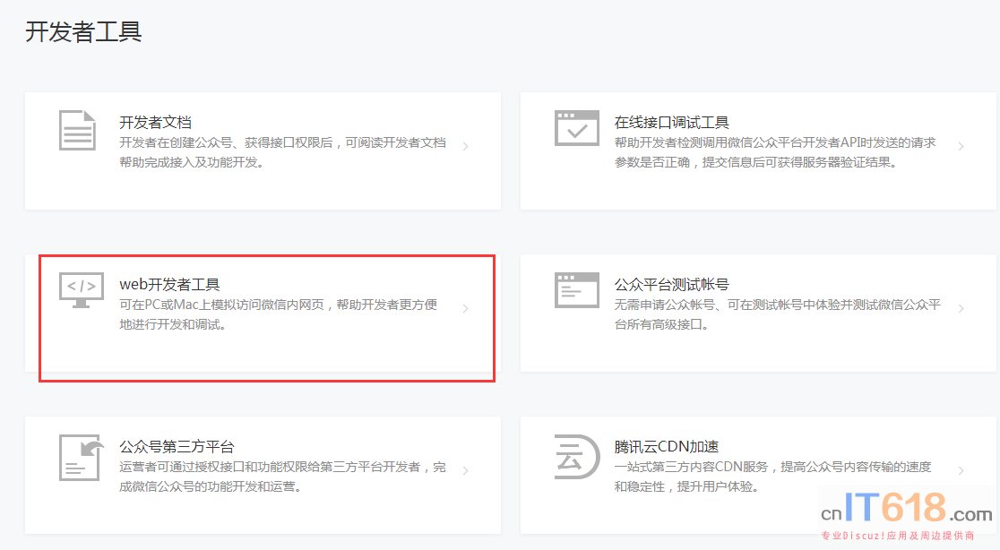 开发者工具
开发者文档
开发者在创建公众号、获得接口权限后，可阅读开发者文档
帮助完成接入及功能开发。
在线接口调试工具
帮助开发者检测调用微信公众平台开发者API时发送的请求
参数是否正确，提交信息后可获得服务器验证结果。
</>
web开发者工具
可在PC或Mac上模拟访问微信内网页，帮助开发者更方便
地进行开发和调试。
公众平台测试帐号
无需申请公众帐号、可在测试帐号中体验并测试微信公众平
台所有高级接口。
公众号第三方平台
运营者可通过授权接口和功能权限给第三方平台开发者，完
成微信公众号的功能开发和运营。
云
腾讯云CDN加速
一站式第三方内容CDN服务，提高公众号内容传输的速度
和稳定性，提升用户体验。
cnIT618.com
专业Discuz!应用及周边提供商